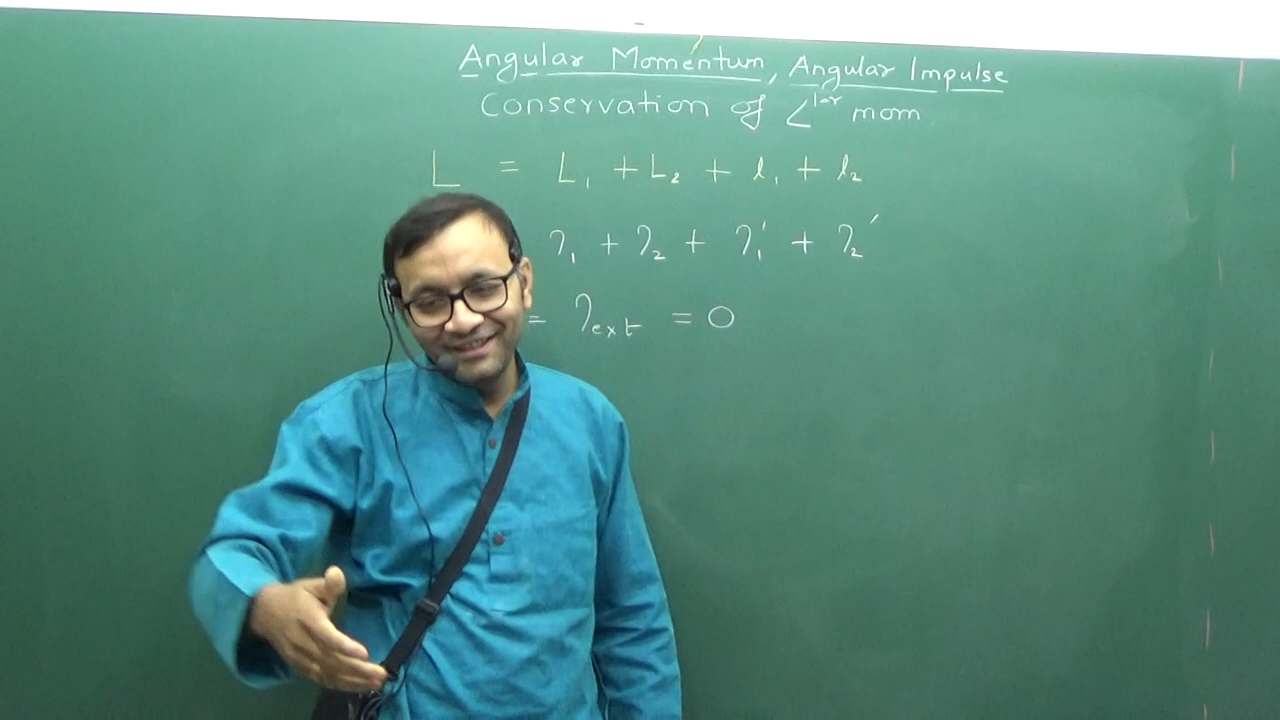 Angular Momentum, Angular Impulse
Conservation of ∠lar mom
L = L₁ + L₂ + l₁ + l₂
τ₁ + τ₂ + τ₁' + τ₂'
= τext = 0